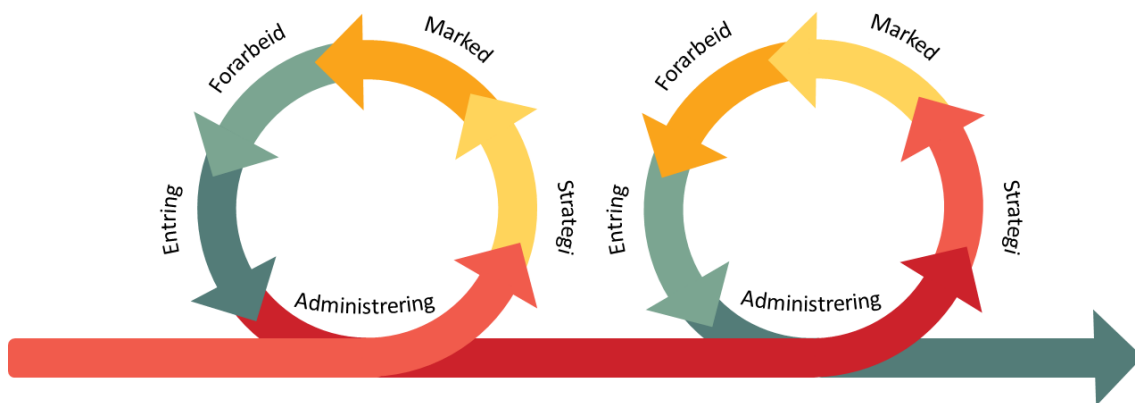 Marked
Forarbeid
Entring
Administrering
Strategi
Marked
Forarbeid
Entring
Administrering
Strategi